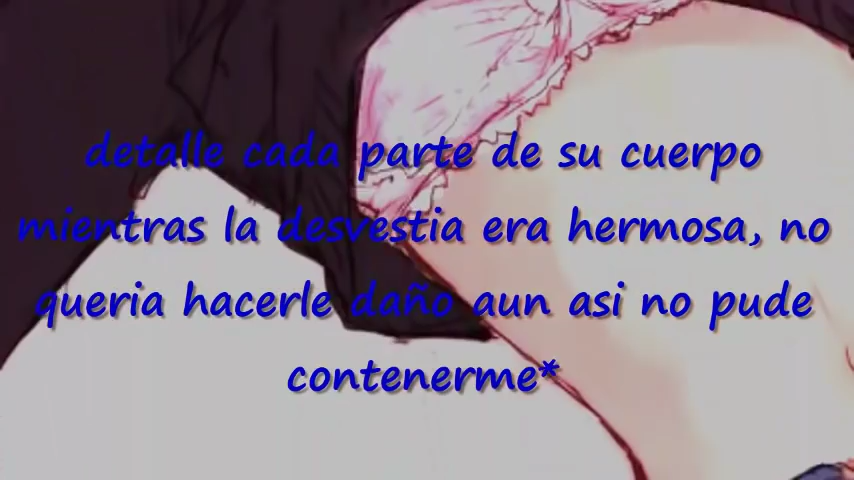 detalle cada parte de su cuerpo
mientras la desvestia era hermosa, no
queria hacerle daño aun asi no pude
contenerme*